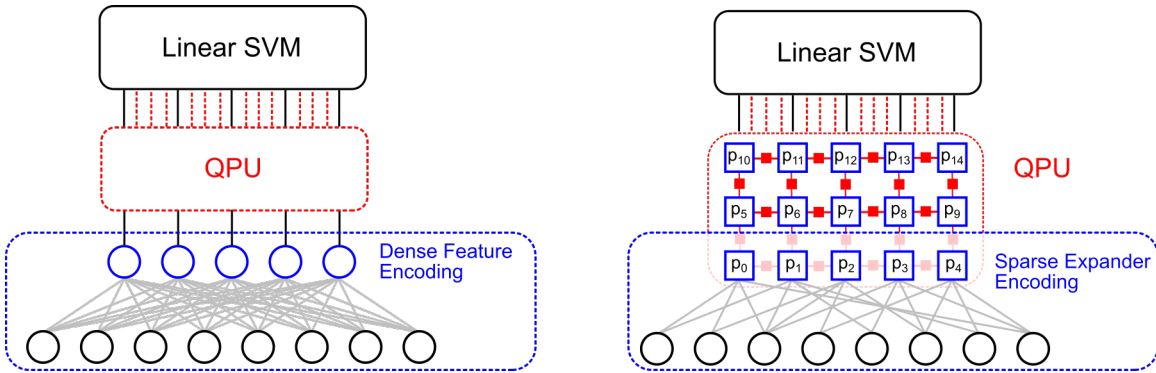 Linear SVM
QPU
Dense Feature
Encoding
Linear SVM
p10 p11 p12 p13 p14
QPU
p5 p6 p7 p8 p9
p0 p1 p2 p3 p4
Sparse Expander
Encoding